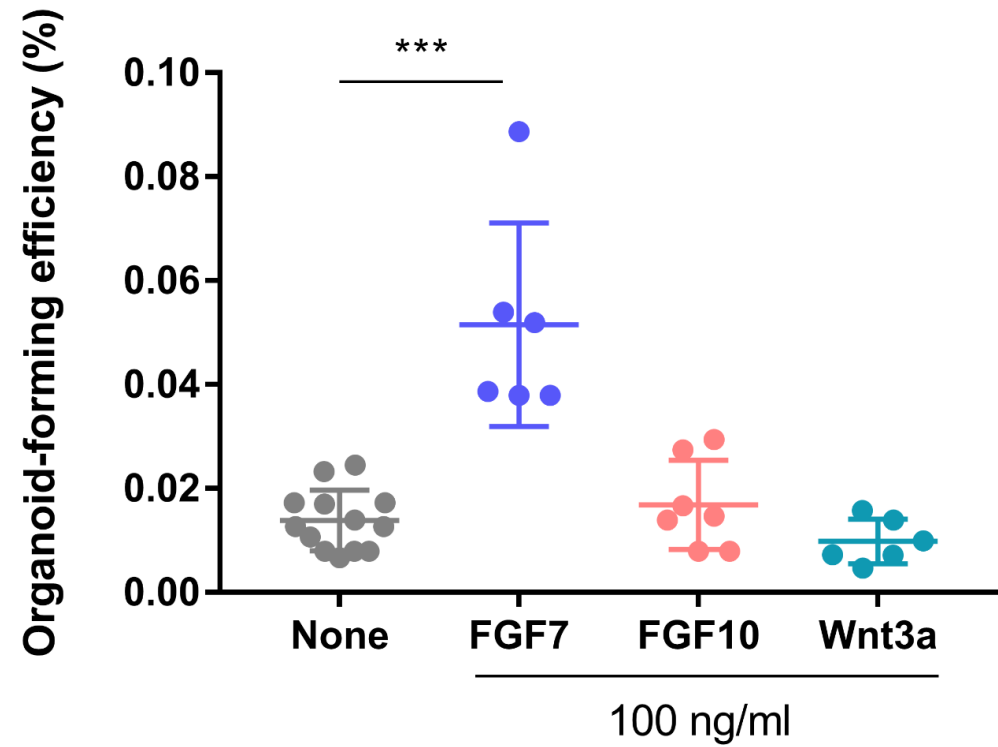 ***
Organoid-forming efficiency (%)
0.10
0.08
0.06
0.04
0.02
0.00
None FGF7 FGF10 Wnt3a
100 ng/ml